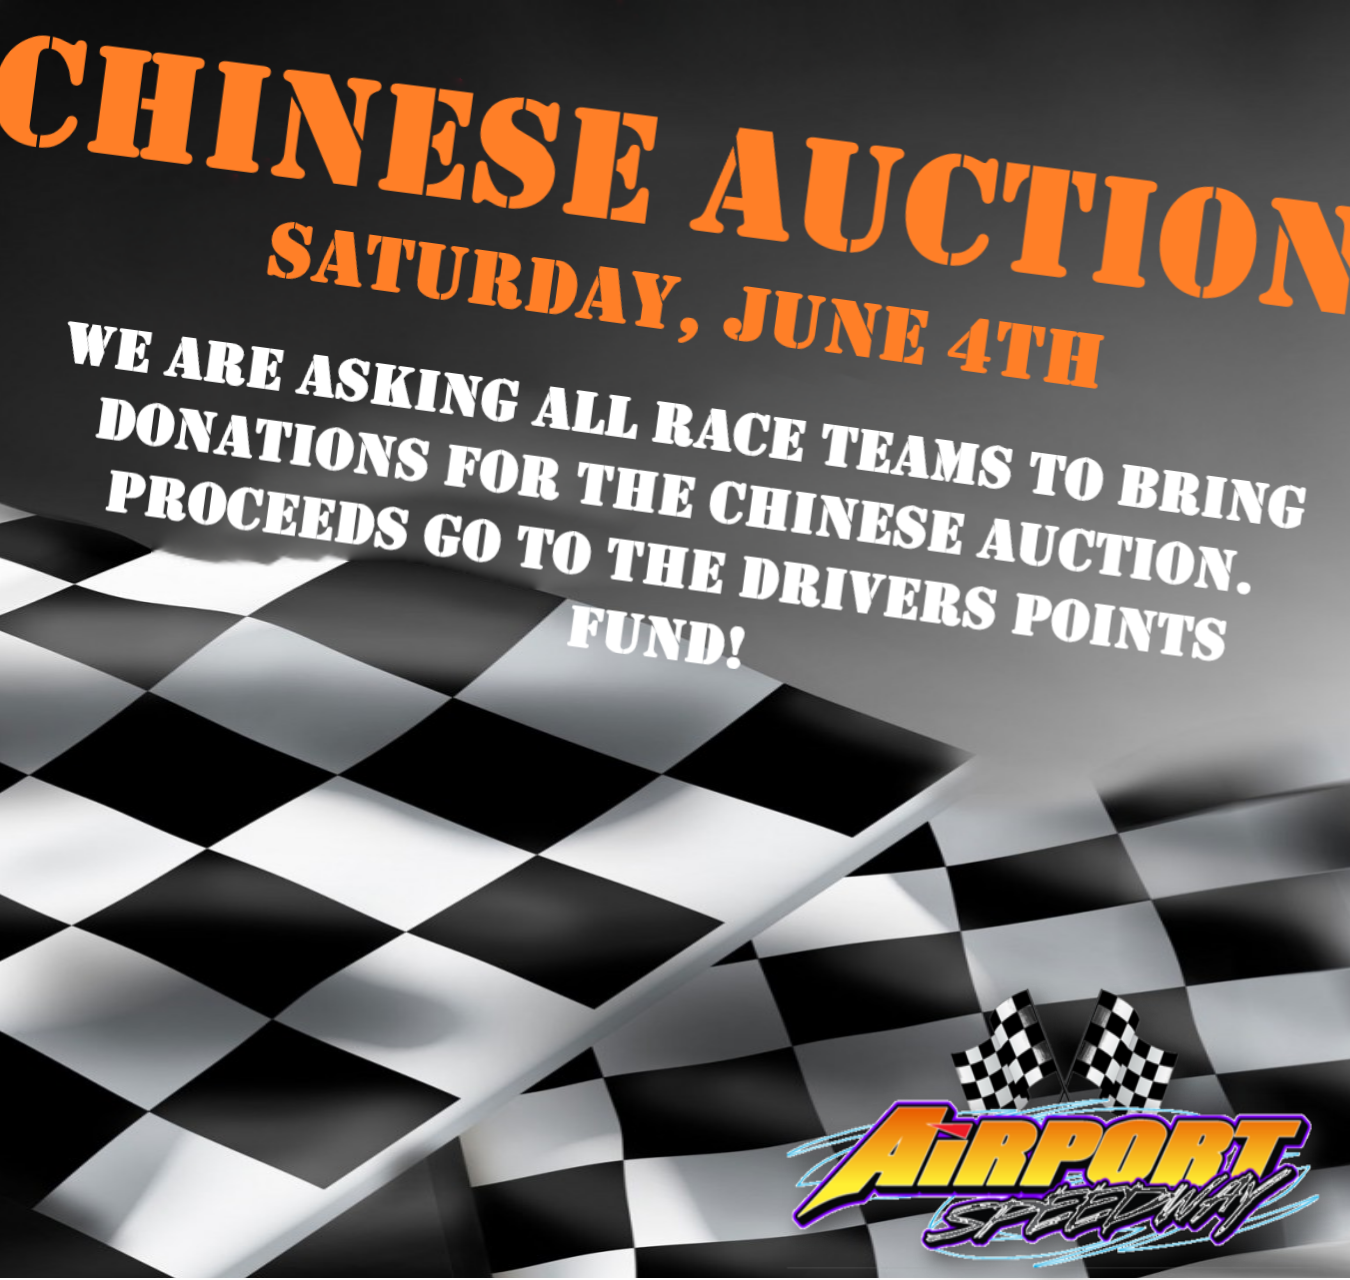 CHINESE AUCTION
SATURDAY, JUNE 4TH
WE ARE ASKING ALL RACE TEAMS TO BRING
DONATIONS FOR THE CHINESE AUCTION.
PROCEEDS GO TO THE DRIVERS POINTS
FUND!
AIRPORT
SPEEDWAY